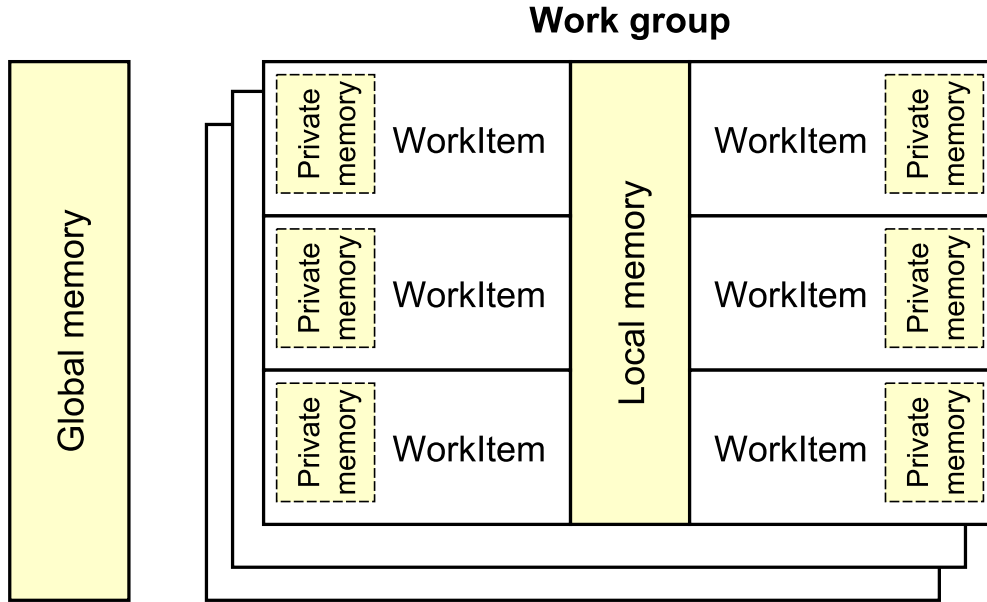 Work group
Global memory
Private
memory
WorkItem
Local memory
WorkItem
Private
memory
Private
memory
WorkItem
WorkItem
Private
memory
Private
memory
WorkItem
WorkItem
Private
memory